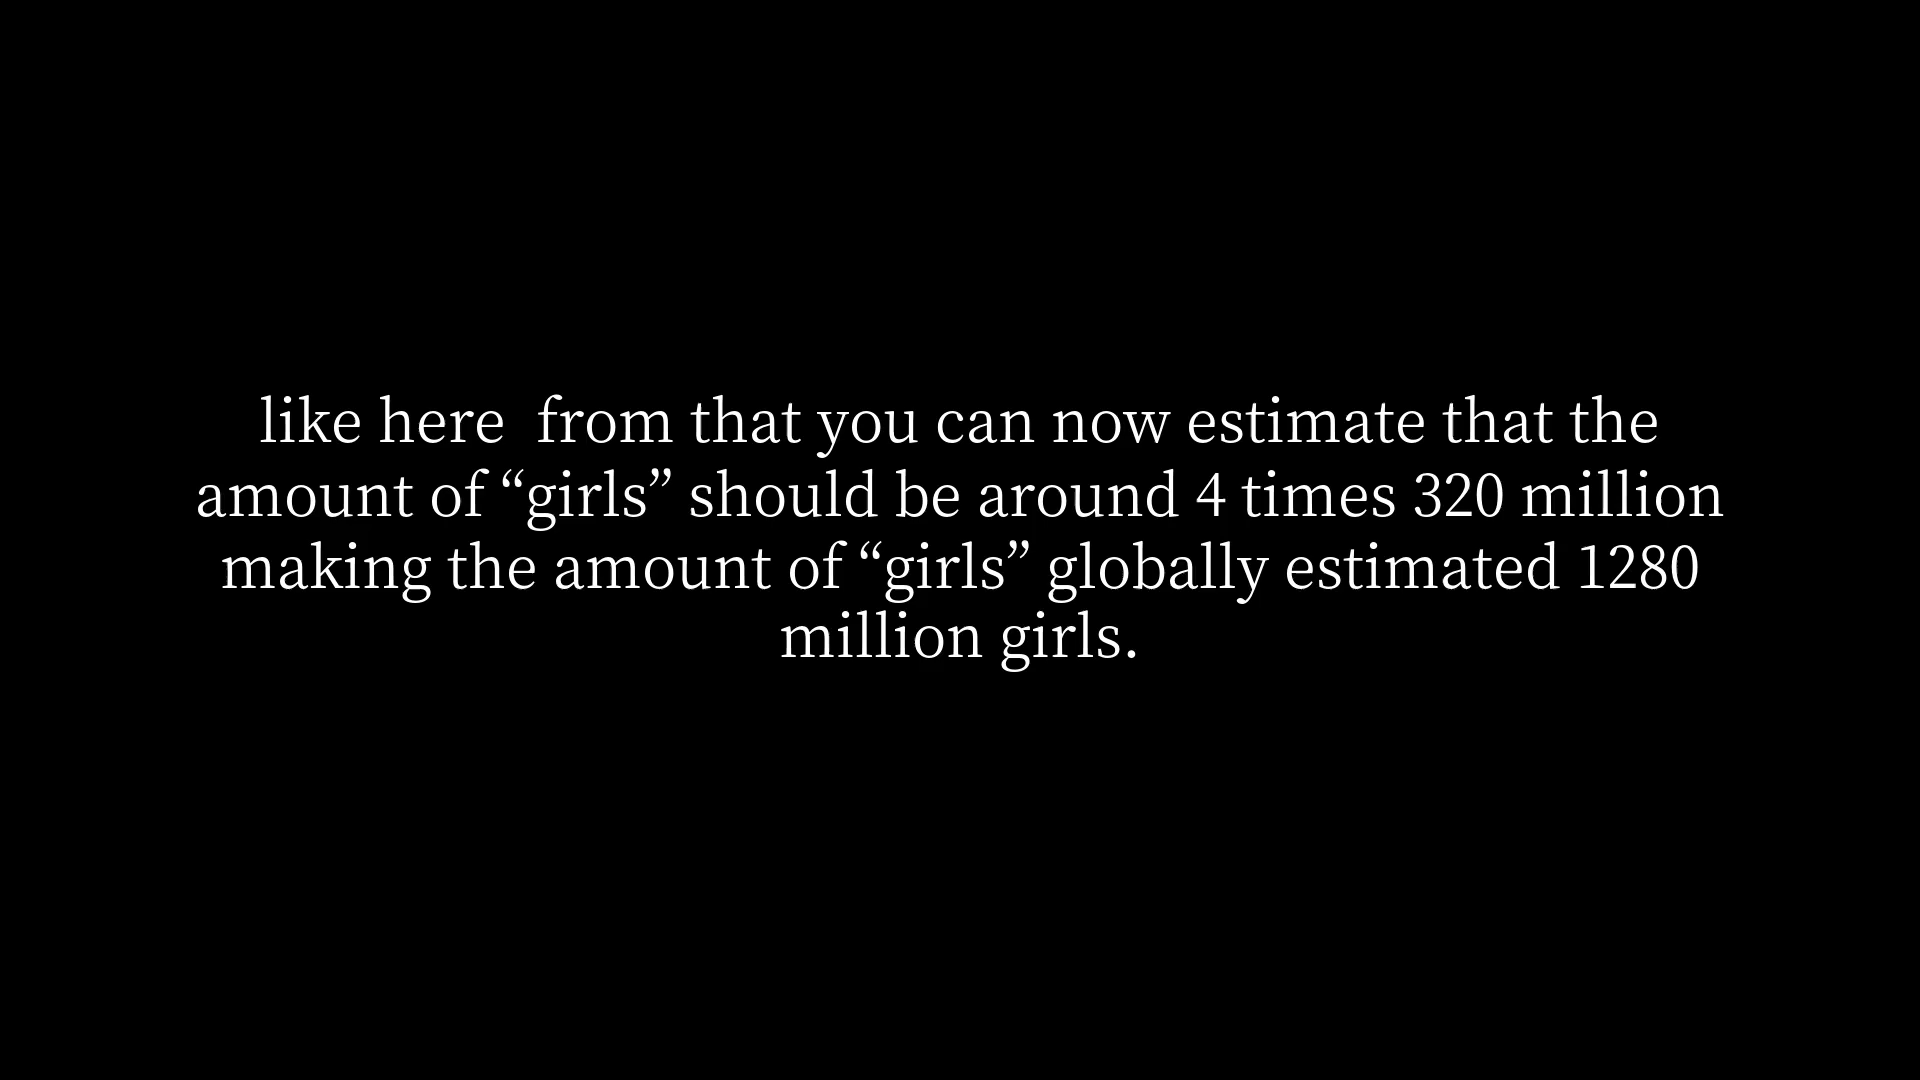 like here  from that you can now estimate that the
amount of “girls” should be around 4 times 320 million
making the amount of “girls” globally estimated 1280
million girls.